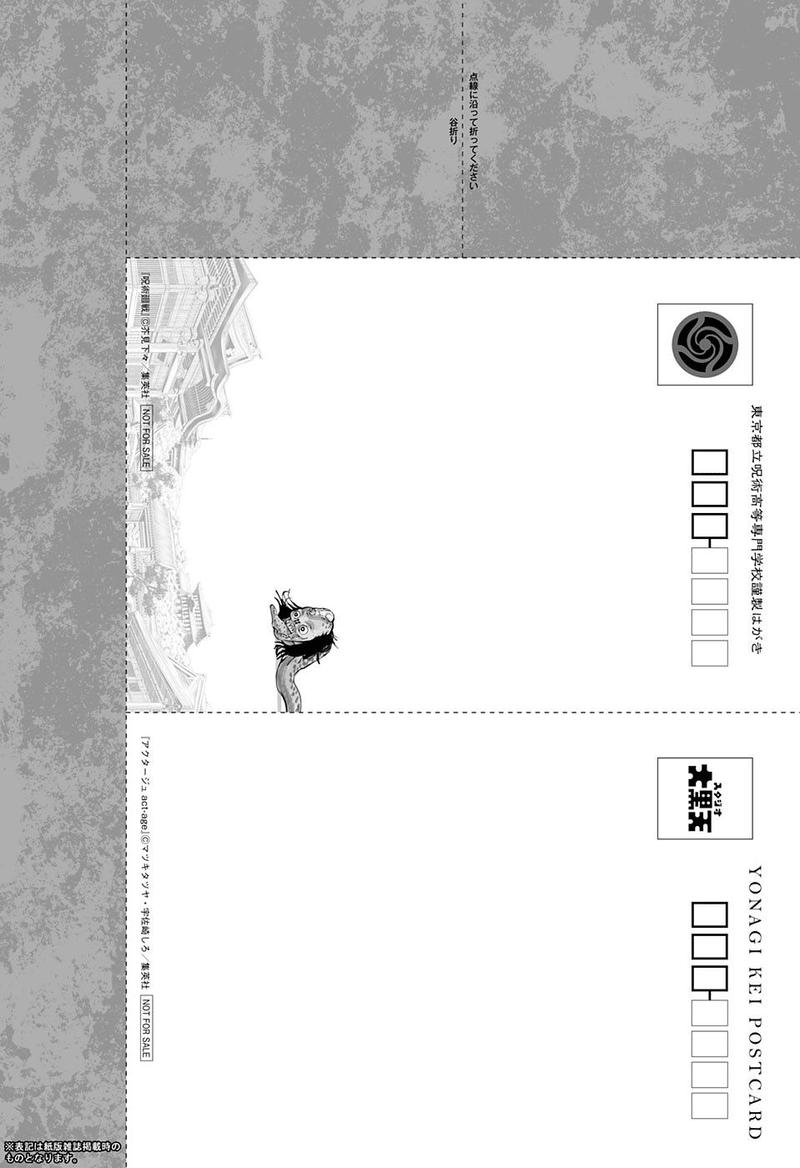 点線に沿って折ってください
谷折り
東京都立呪術高等専門学校謹製はがき
『呪術廻戦』©芥見下々／集英社 NOT FOR SALE
スタジオ
大黒天
YONAGI KEI POSTCARD
『アクタージュ act-age』©マツキタツヤ・宇佐崎しろ／集英社 NOT FOR SALE
※表記は紙版雑誌掲載時の
ものとなります。